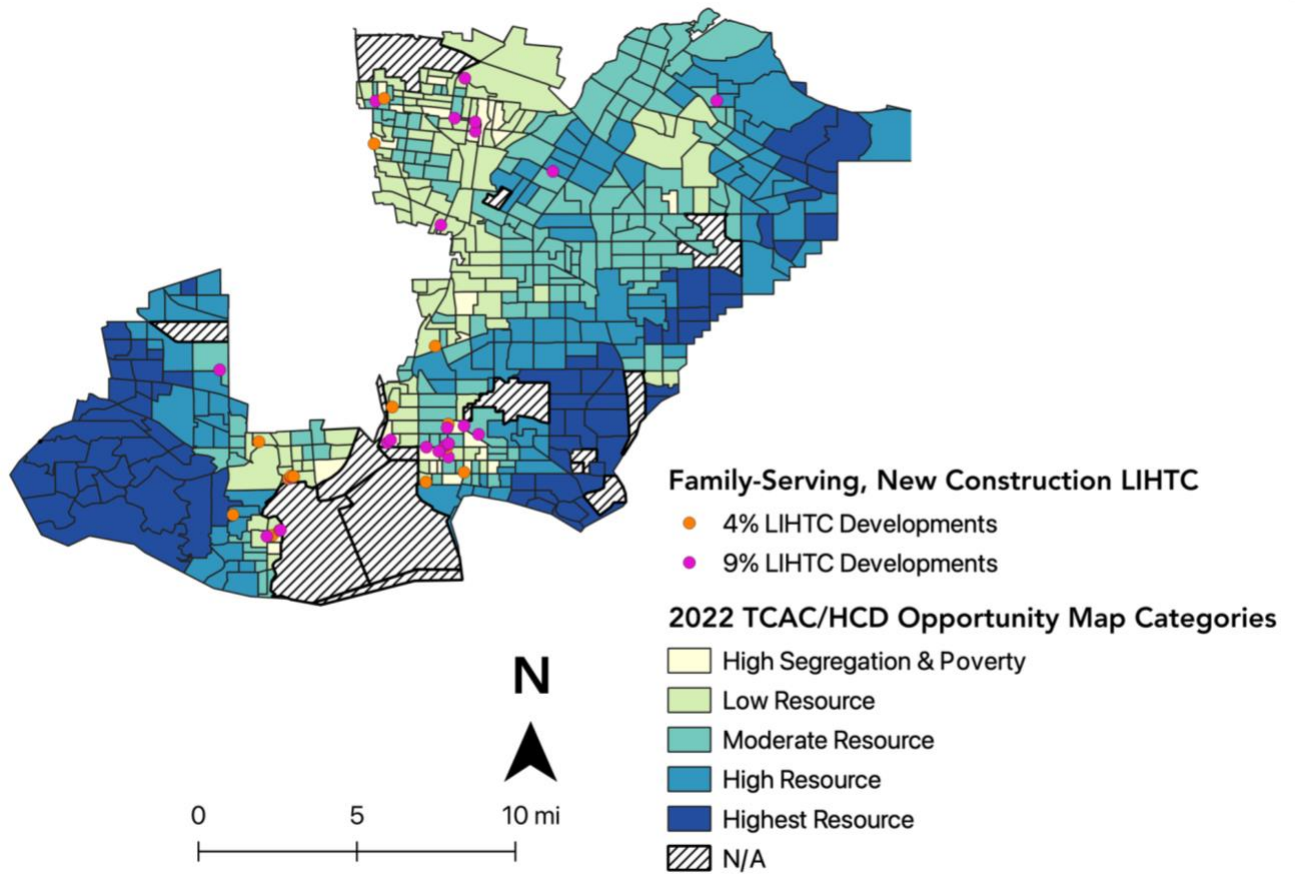 Family-Serving, New Construction LIHTC
4% LIHTC Developments
9% LIHTC Developments
2022 TCAC/HCD Opportunity Map Categories
High Segregation & Poverty
Low Resource
Moderate Resource
High Resource
Highest Resource
N/A
N
0 5 10 mi